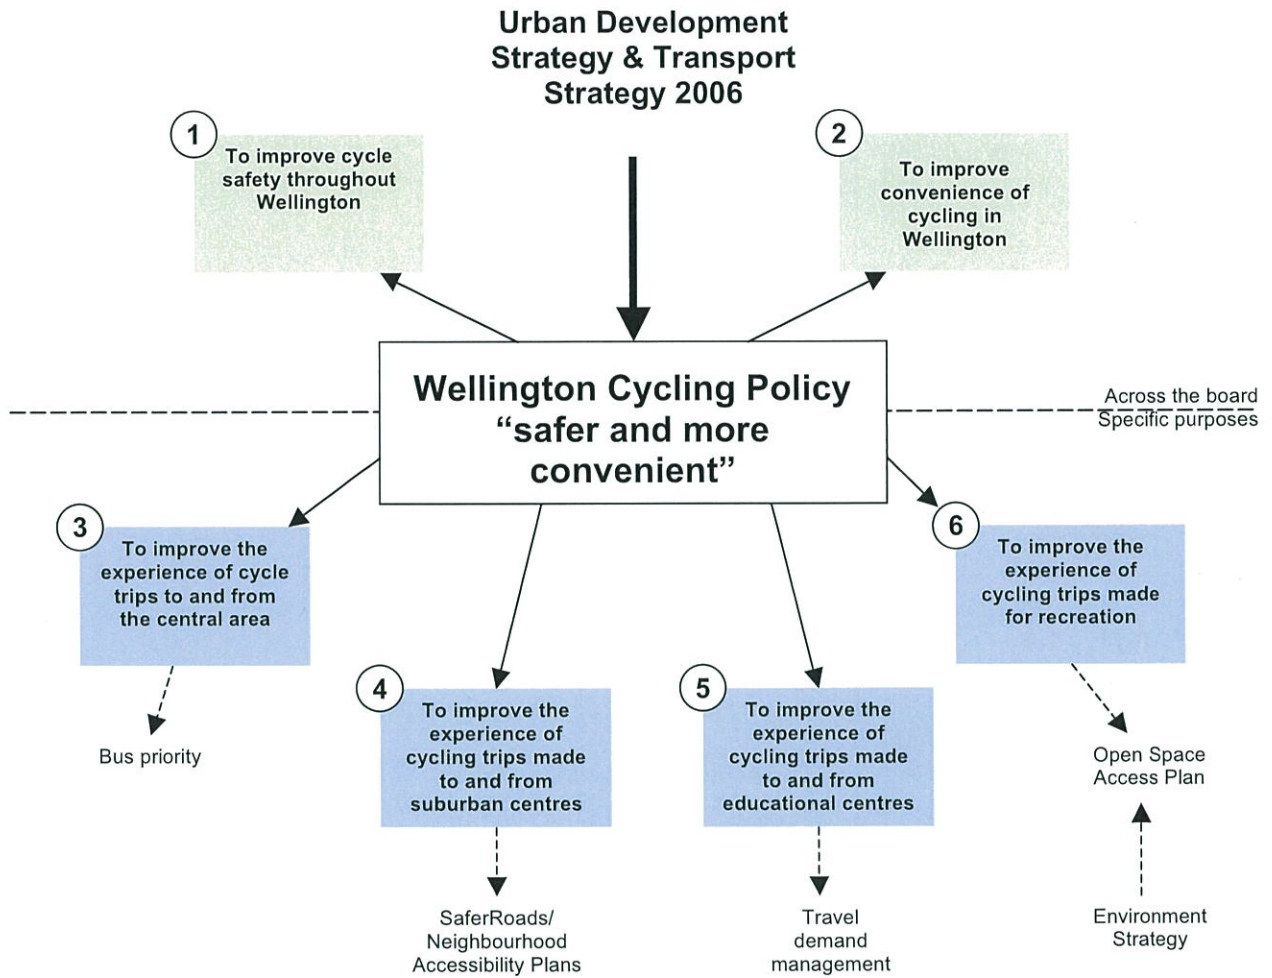 Urban Development
Strategy & Transport
Strategy 2006
1
To improve cycle
safety throughout
Wellington
2
To improve
convenience of
cycling in
Wellington
Wellington Cycling Policy
“safer and more
convenient”
Across the board
Specific purposes
3
To improve the
experience of cycle
trips to and from
the central area
Bus priority
4
To improve the
experience of
cycling trips made
to and from
suburban centres
SaferRoads/
Neighbourhood
Accessibility Plans
5
To improve the
experience of
cycling trips made
to and from
educational centres
Travel
demand
management
6
To improve the
experience of
cycling trips made
for recreation
Open Space
Access Plan
Environment
Strategy